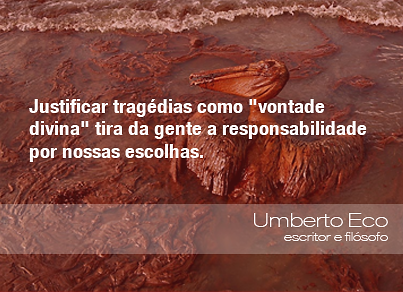 Justificar tragédias como "vontade
divina" tira da gente a responsabilidade
por nossas escolhas.
Umberto Eco
escritor e filósofo